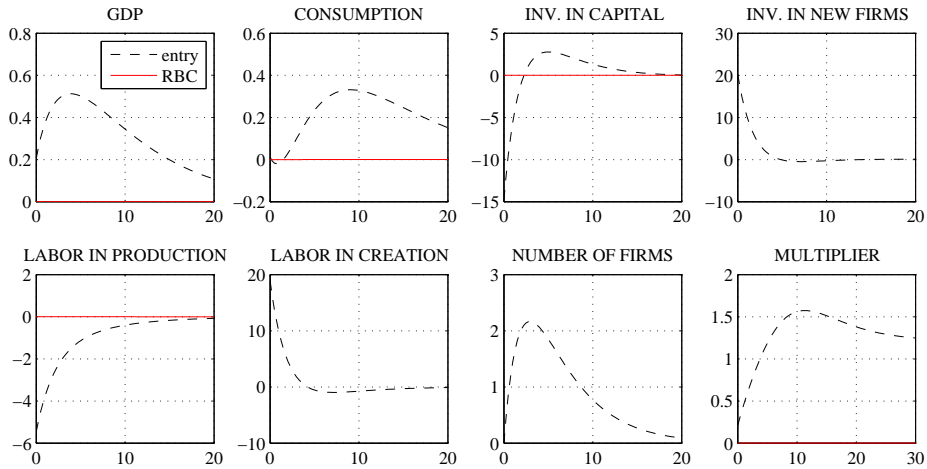 GDP CONSUMPTION INV. IN CAPITAL INV. IN NEW FIRMS
0.8 0.6 5 30
entry
RBC
0.6 0.4 0 20
0.4 0.2 −5 10
0.2 0 −10 0
0 −0.2 −15 −10
0 10 20 0 10 20 0 10 20 0 10 20
LABOR IN PRODUCTION LABOR IN CREATION NUMBER OF FIRMS MULTIPLIER
2 20 3 2
0 10 2 1.5
−2 0 1 1
−4 −10 0 0.5
−6 0
0 10 20 0 10 20 0 10 20 0 10 20 30